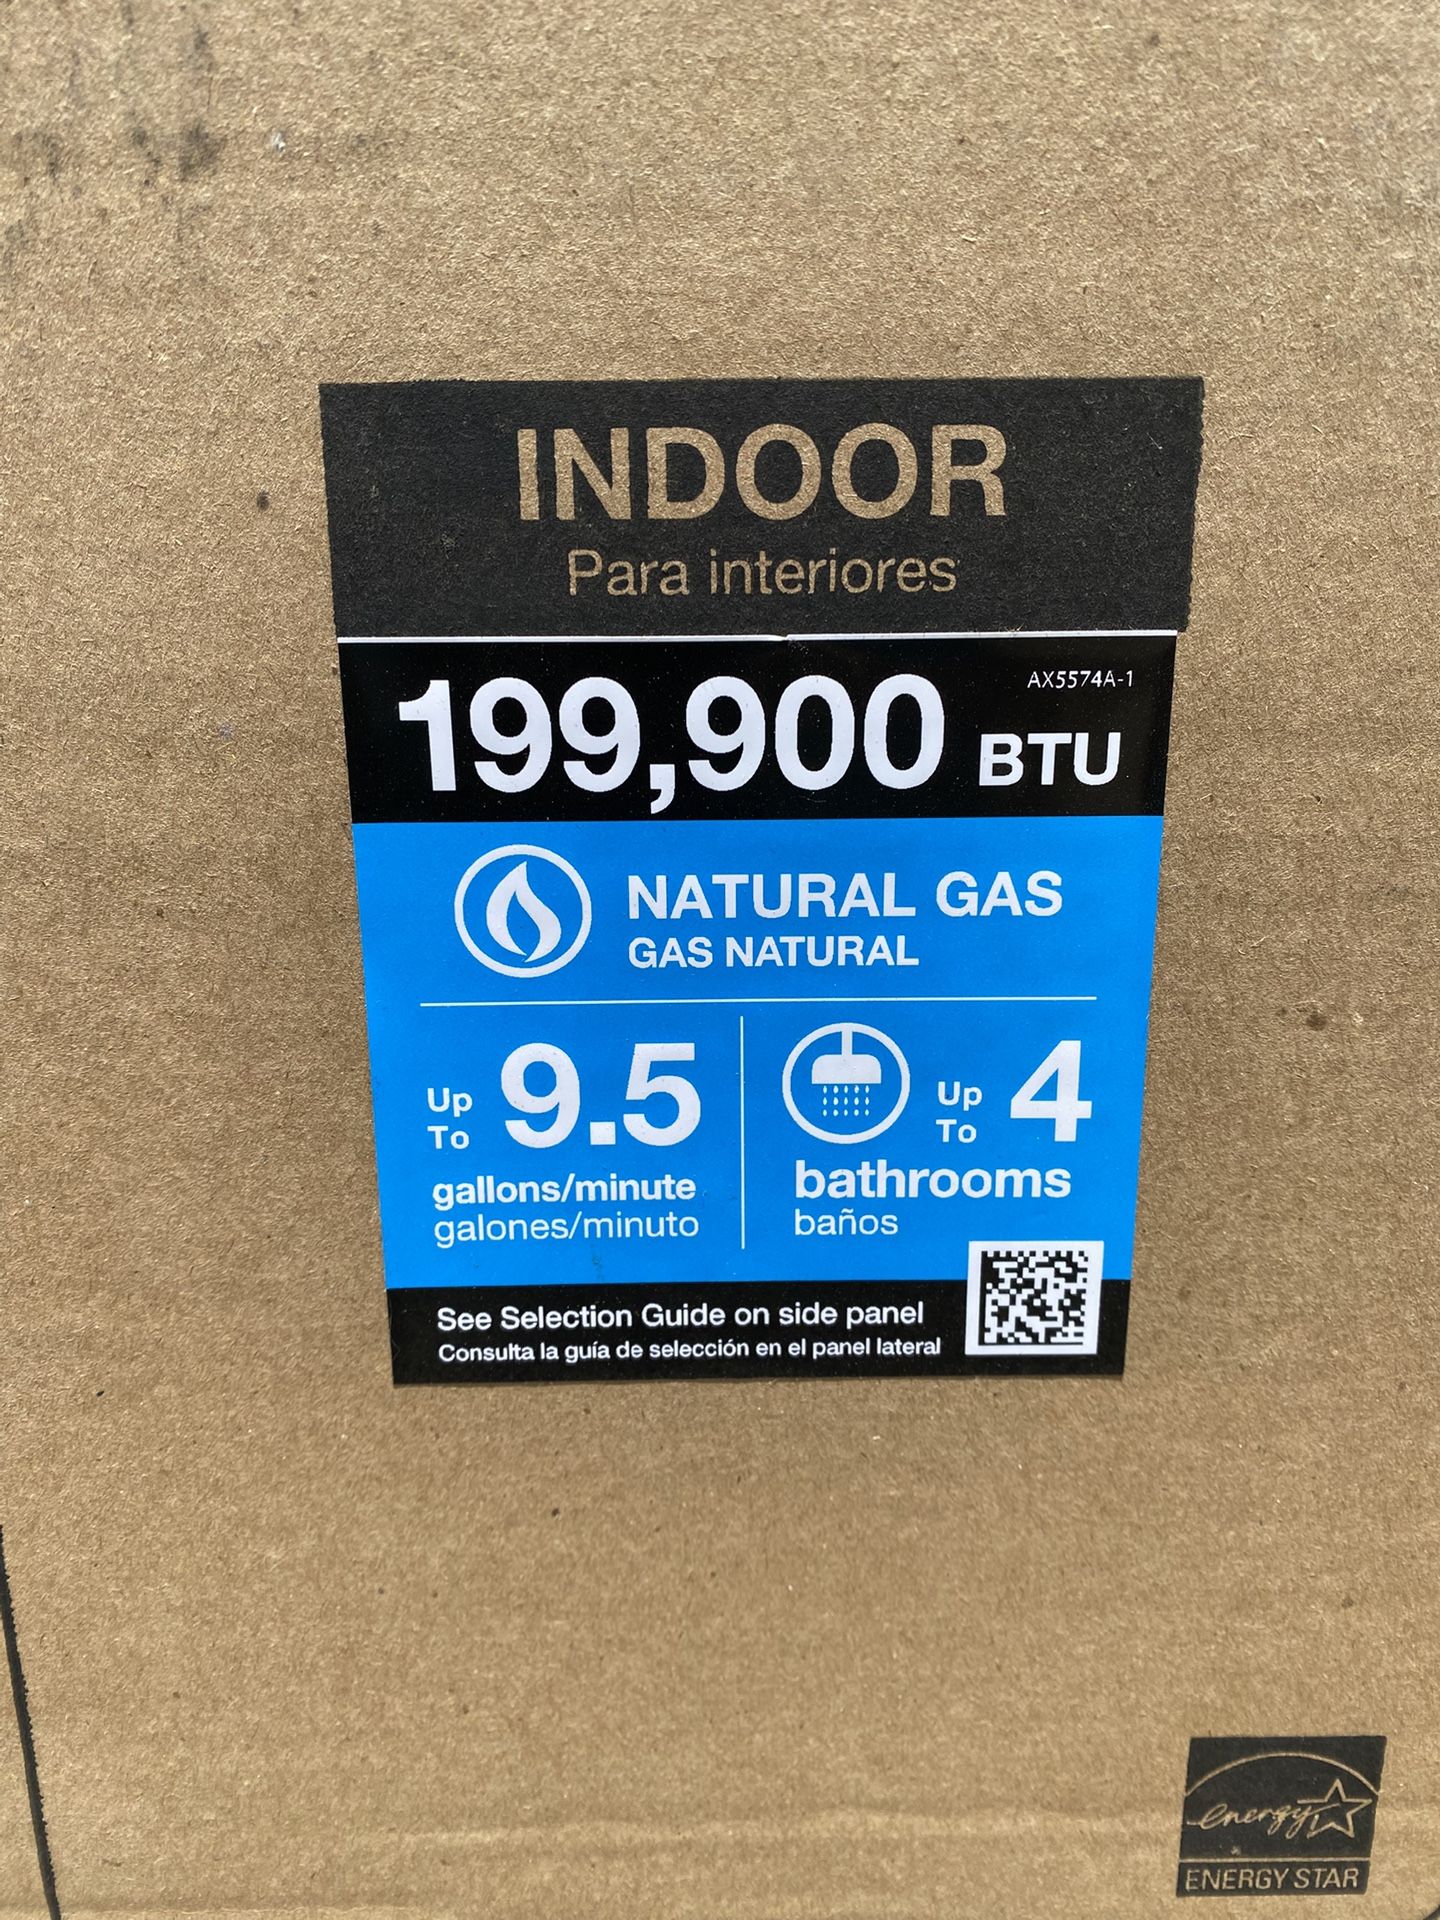 INDOOR
Para interiores
AX5574A-1
199,900 BTU
NATURAL GAS
GAS NATURAL
Up To 9.5
gallons/minute
galones/minuto
Up To 4
bathrooms
baños
See Selection Guide on side panel
Consulta la guía de selección en el panel lateral
energy
ENERGY STAR